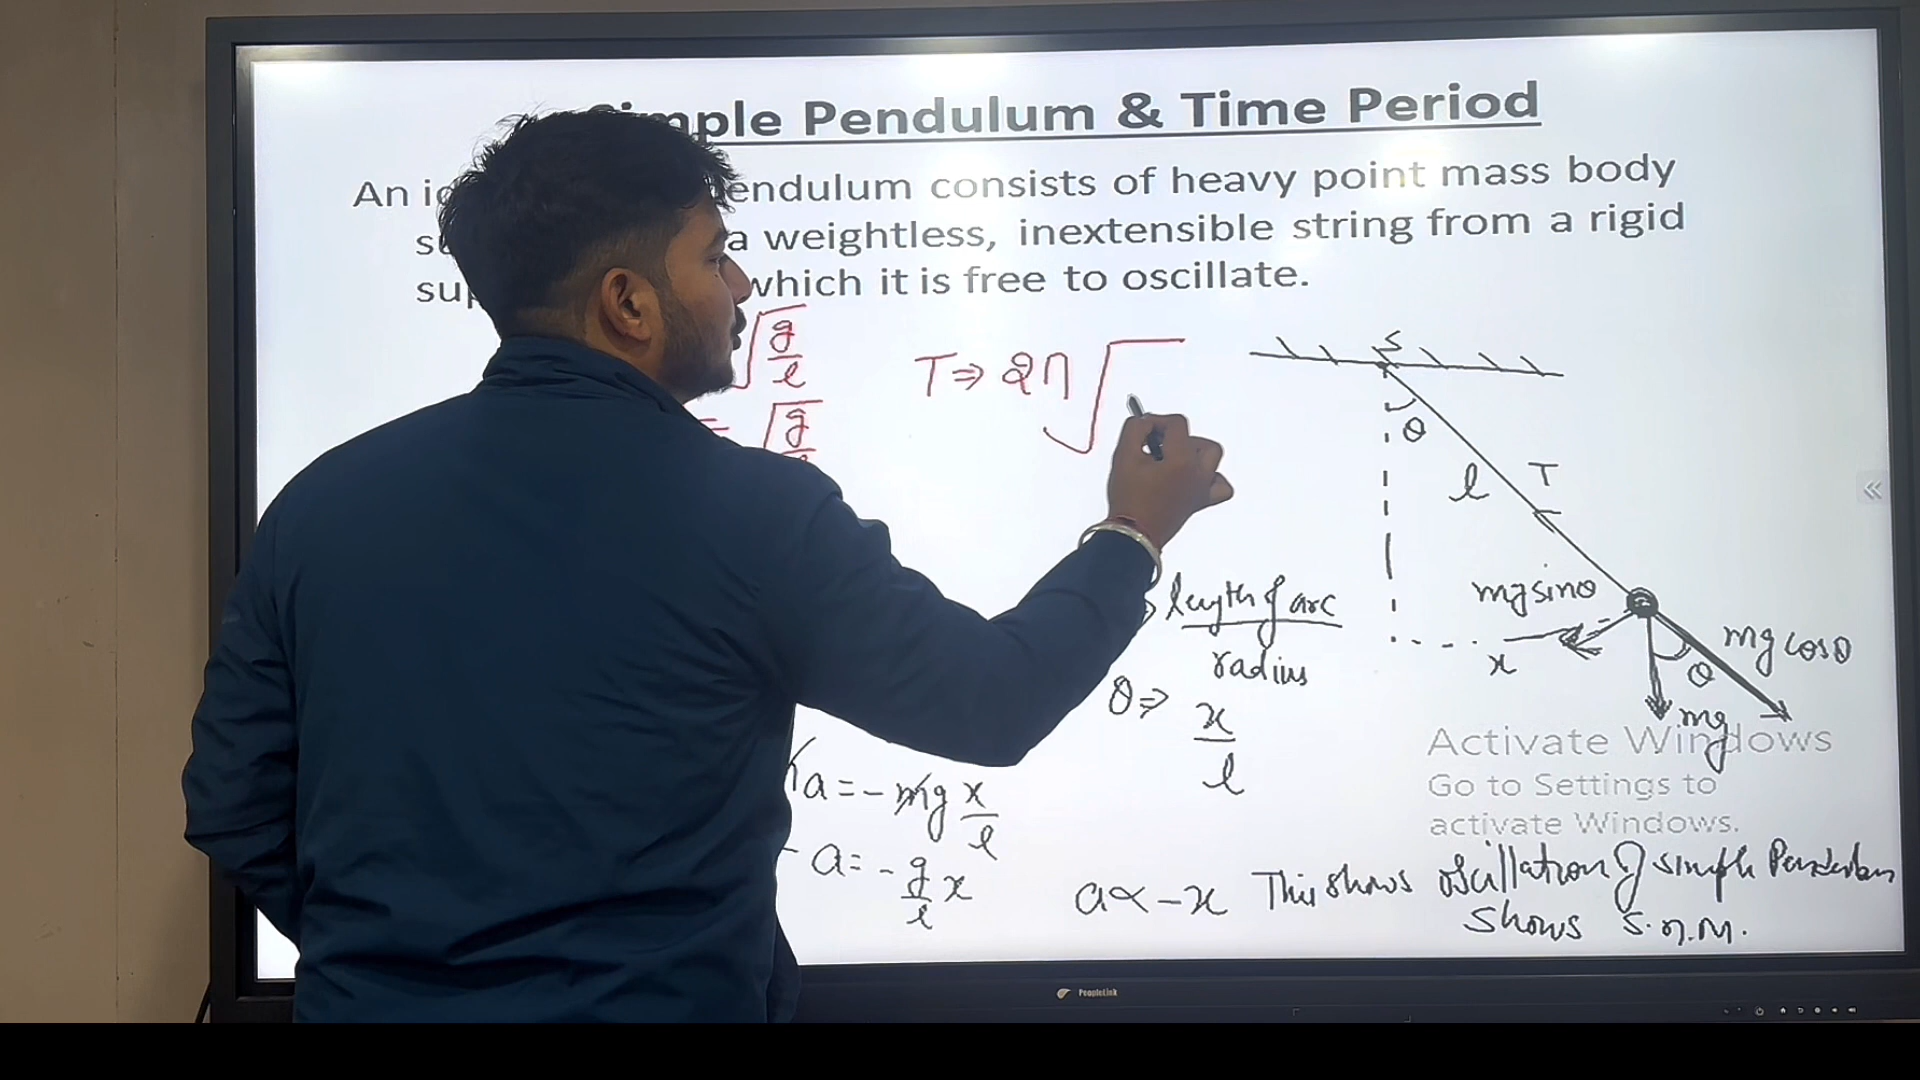 Simple Pendulum & Time Period
An pendulum consists of heavy point mass body
a weightless, inextensible string from a rigid
which it is free to oscillate.
√g/l
T⇒ 2π√
= √g
S
θ
l
T
mg sinθ
mg cosθ
θ
x
mg
length of arc
radius
θ⇒ x/l
a = - mg x/l
a = - g/l x
a ∝ - x This shows oscillation of simple Pendulum
shows S.H.M.
Activate Windows
Go to Settings to
activate Windows.
PeopleLink